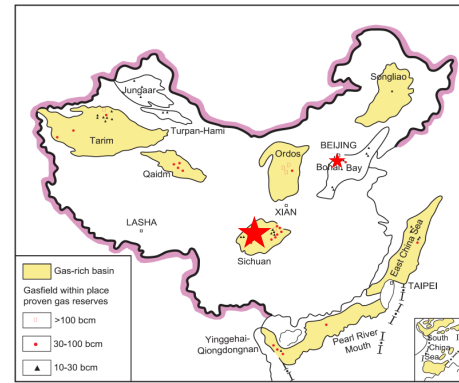 Songliao
Jungaar
Turpan-Hami
Tarim
BEIJING
Ordos
Bohan Bay
Qaidm
XIAN
LASHA
Sichuan
East China Sea
TAIPEI
Pearl River
Mouth
Yinggehai-
Qiongdongnan
South
China
Sea
Gas-rich basin
Gasfield within place
proven gas reserves
>100 bcm
30-100 bcm
10-30 bcm